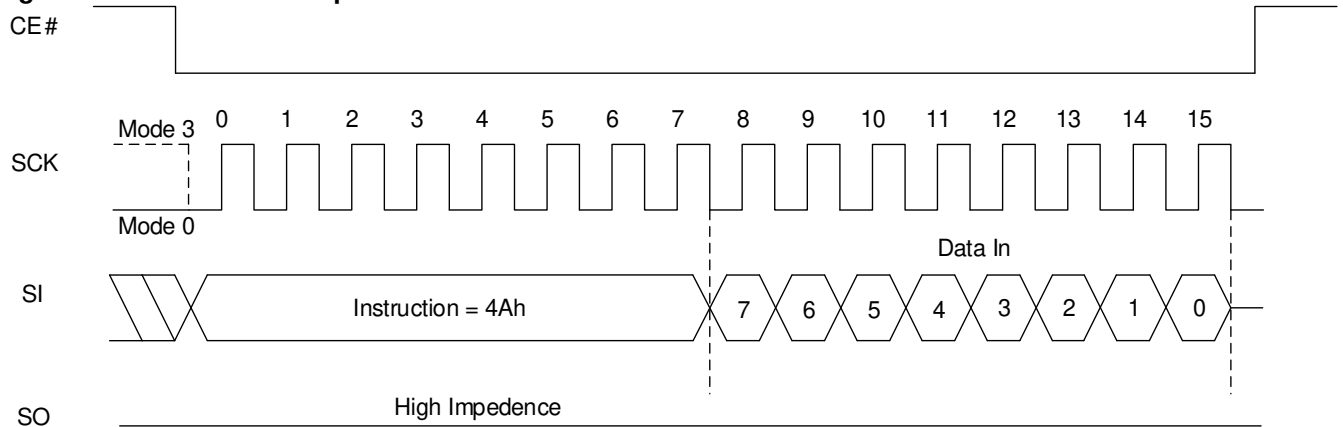 CE#
Mode 3
0 1 2 3 4 5 6 7 8 9 10 11 12 13 14 15
SCK
Mode 0
Data In
SI
Instruction = 4Ah
7 6 5 4 3 2 1 0
High Impedence
SO